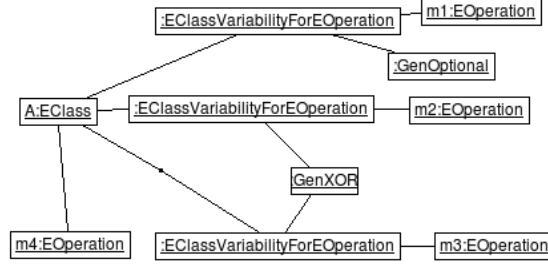 :EClassVariabilityForEOperation
m1:EOperation
:GenOptional
A:EClass
:EClassVariabilityForEOperation
m2:EOperation
:GenXOR
m4:EOperation
:EClassVariabilityForEOperation
m3:EOperation